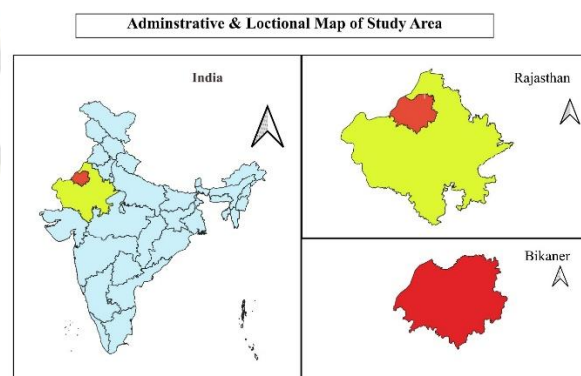 Adminstrative & Loctional Map of Study Area
India
Rajasthan
Bikaner